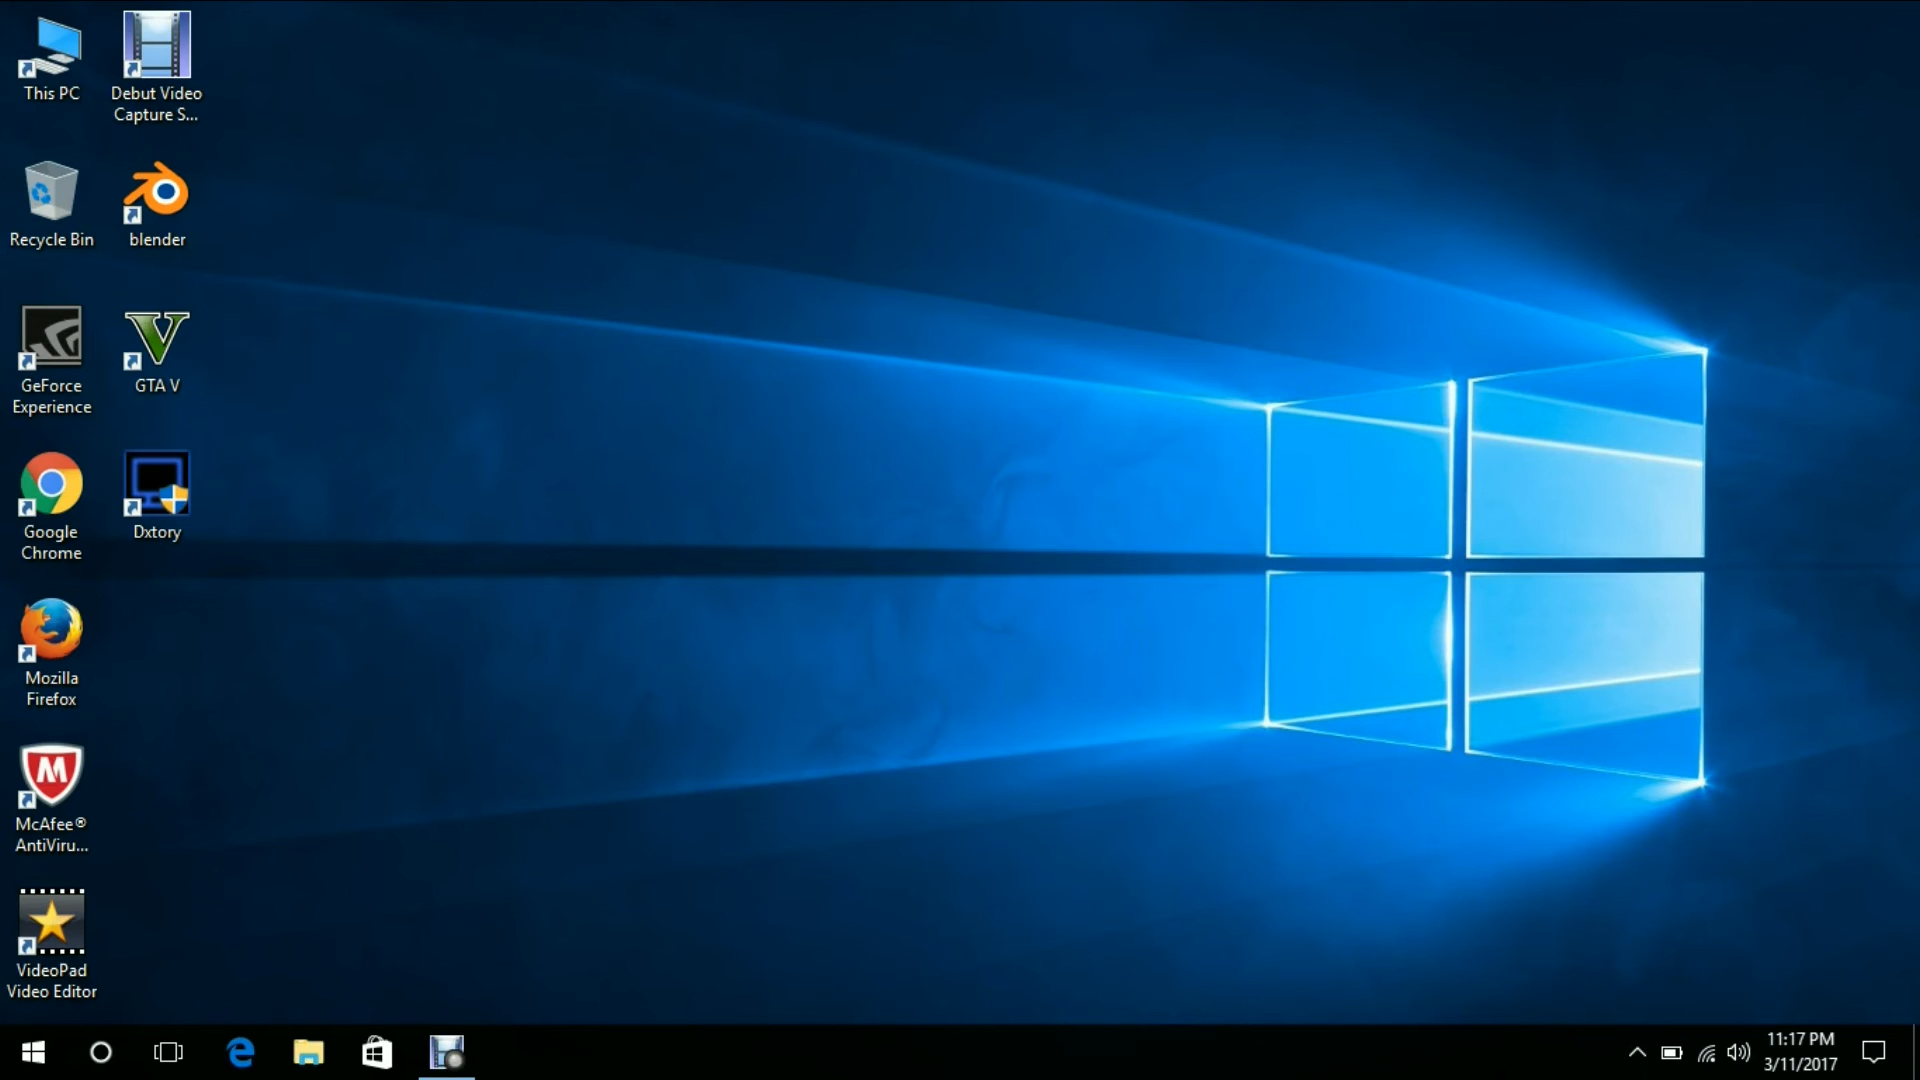 This PC
Debut Video
Capture S...
Recycle Bin
blender
GeForce
Experience
GTA V
Google
Chrome
Dxtory
Mozilla
Firefox
McAfee®
AntiViru...
VideoPad
Video Editor
11:17 PM
3/11/2017